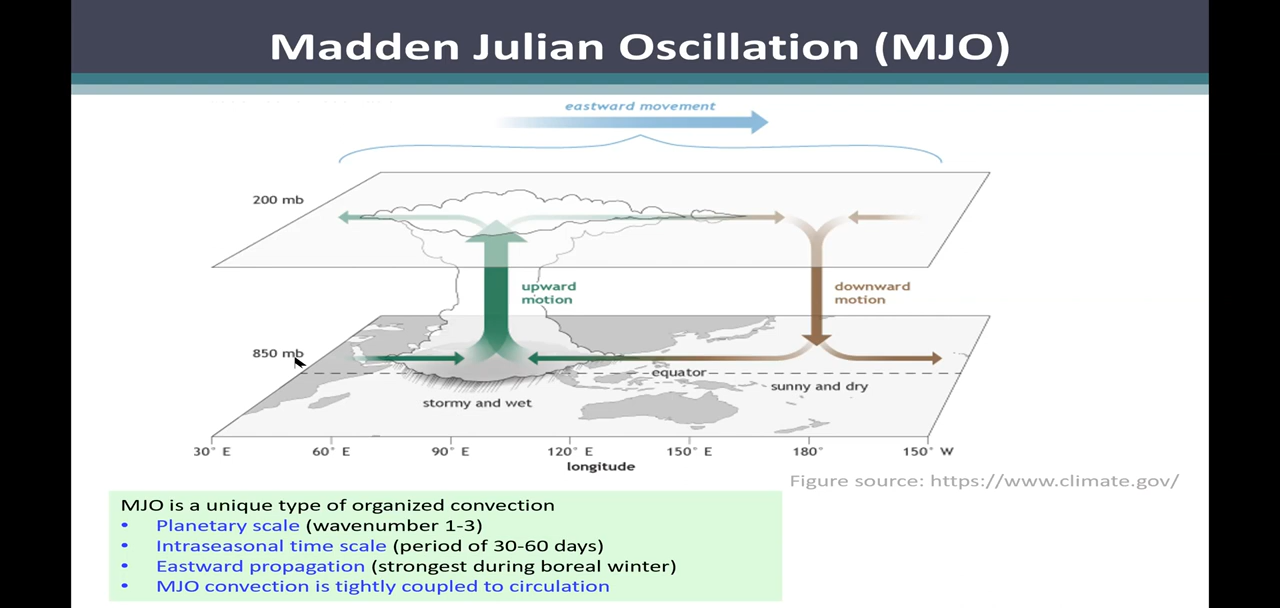 Madden Julian Oscillation (MJO)
eastward movement
200 mb
upward
motion
downward
motion
850 mb
equator
sunny and dry
stormy and wet
30° E 60° E 90° E 120° E 150° E 180° 150° W
longitude
Figure source: https://www.climate.gov/
MJO is a unique type of organized convection
• Planetary scale (wavenumber 1-3)
• Intraseasonal time scale (period of 30-60 days)
• Eastward propagation (strongest during boreal winter)
• MJO convection is tightly coupled to circulation